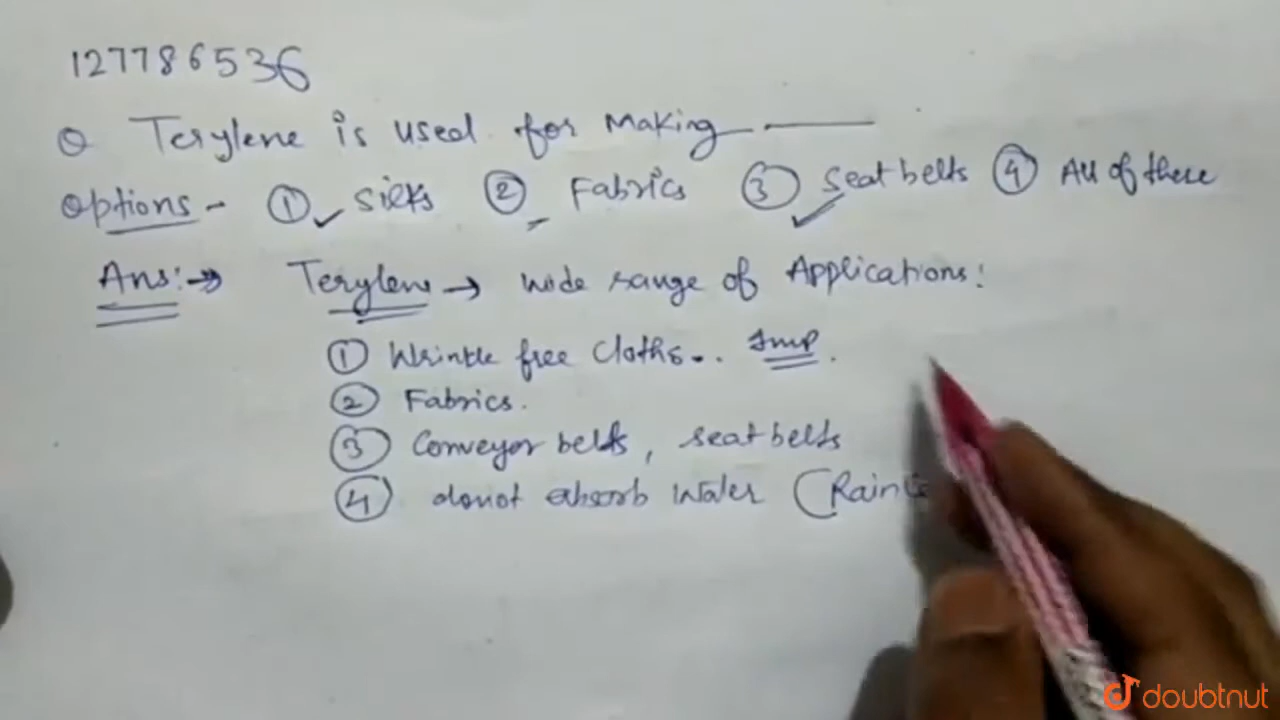 127786536
Q Terylene is used for Making
Options - ① silks ② Fabrics ③ seat belts ④ All of these
Ans: → Terylene → wide range of Applications:
① Wrinkle free cloths.. Imp.
② Fabrics.
③ Conveyor belts, seat belts
④ donot absorb water (Rain
doubtnut